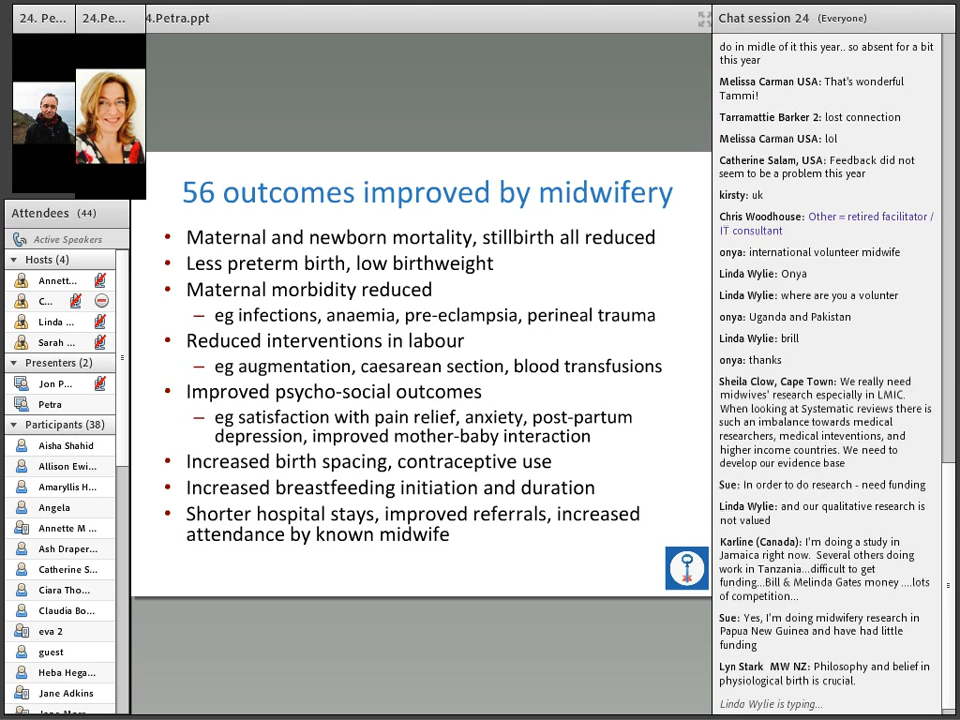 24. Pe...
24.Pe...
4.Petra.ppt
Attendees (44)
Active Speakers
Hosts (4)
Annett...
C...
Linda ...
Sarah ...
Presenters (2)
Jon P...
Petra
Participants (38)
Aisha Shahid
Allison Ewi...
Amaryllis H...
Angela
Annette M ...
Ash Draper...
Catherine S...
Ciara Tho...
Claudia Bo...
eva 2
guest
Heba Hega...
Jane Adkins
56 outcomes improved by midwifery
• Maternal and newborn mortality, stillbirth all reduced
• Less preterm birth, low birthweight
• Maternal morbidity reduced
– eg infections, anaemia, pre-eclampsia, perineal trauma
• Reduced interventions in labour
– eg augmentation, caesarean section, blood transfusions
• Improved psycho-social outcomes
– eg satisfaction with pain relief, anxiety, post-partum
depression, improved mother-baby interaction
• Increased birth spacing, contraceptive use
• Increased breastfeeding initiation and duration
• Shorter hospital stays, improved referrals, increased
attendance by known midwife
Chat session 24 (Everyone)
do in midle of it this year.. so absent for a bit
this year
Melissa Carman USA: That's wonderful
Tammi!
Tarramattie Barker 2: lost connection
Melissa Carman USA: lol
Catherine Salam, USA: Feedback did not
seem to be a problem this year
kirsty: uk
Chris Woodhouse: Other = retired facilitator /
IT consultant
onya: international volunteer midwife
Linda Wylie: Onya
Linda Wylie: where are you a volunter
onya: Uganda and Pakistan
Linda Wylie: brill
onya: thanks
Sheila Clow, Cape Town: We really need
midwives' research especially in LMIC.
When looking at Systematic reviews there is
such an imbalance towards medical
researchers, medical inteventions, and
higher income countries. We need to
develop our evidence base
Sue: In order to do research - need funding
Linda Wylie: and our qualitative research is
not valued
Karline (Canada): I'm doing a study in
Jamaica right now. Several others doing
work in Tanzania...difficult to get
funding...Bill & Melinda Gates money ....lots
of competition...
Sue: Yes, I'm doing midwifery research in
Papua New Guinea and have had little
funding
Lyn Stark MW NZ: Philosophy and belief in
physiological birth is crucial.
Linda Wylie is typing...